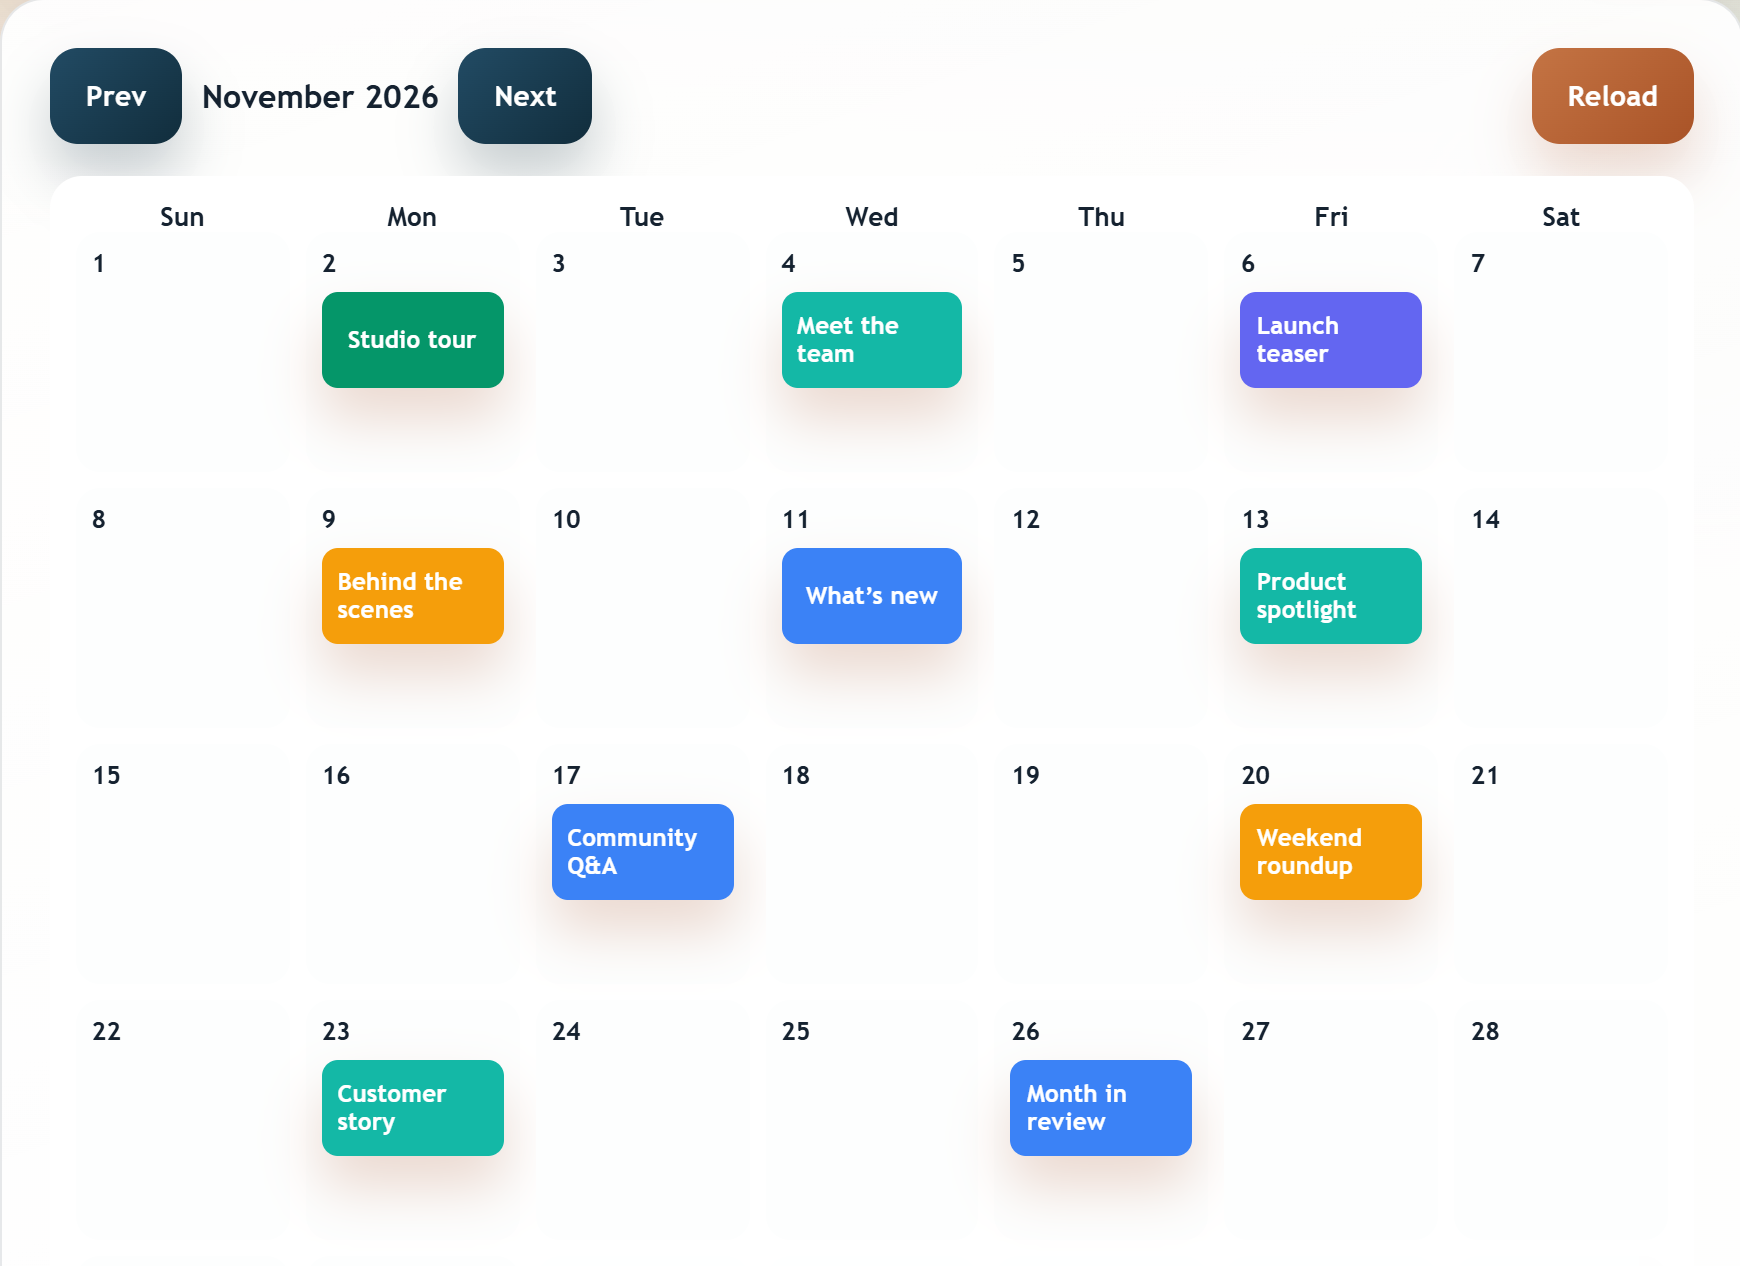 Prev November 2026 Next Reload
Sun Mon Tue Wed Thu Fri Sat
1 2 3 4 5 6 7
Studio tour
Meet the
team
Launch
teaser
8 9 10 11 12 13 14
Behind the
scenes
What’s new
Product
spotlight
15 16 17 18 19 20 21
Community
Q&A
Weekend
roundup
22 23 24 25 26 27 28
Customer
story
Month in
review